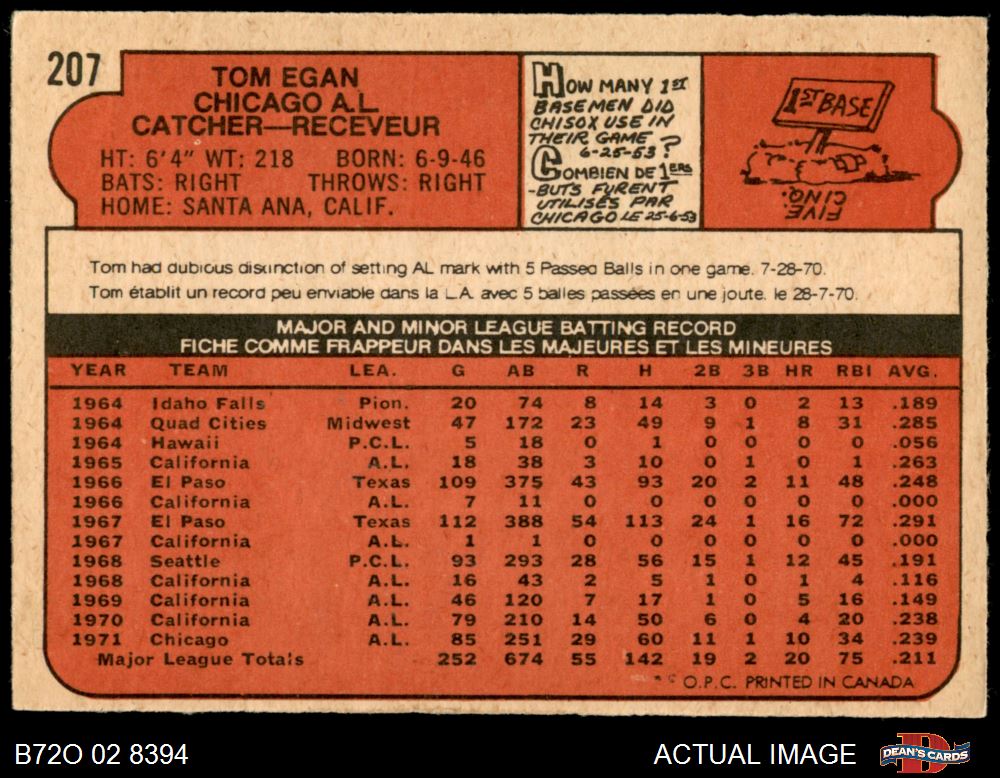 207
TOM EGAN
CHICAGO A.L.
CATCHER—RECEVEUR
HT: 6'4" WT: 218 BORN: 6-9-46
BATS: RIGHT THROWS: RIGHT
HOME: SANTA ANA, CALIF.
HOW MANY 1ST
BASEMEN DID
CHISOX USE IN
THEIR GAME
6-25-53?
COMBIEN DE 1ERS
-BUTS FURENT
UTILISÉS PAR
CHICAGO LE 25-6-53
1ST BASE
FIVE
CINQ.
Tom had dubious distinction of setting AL mark with 5 Passed Balls in one game. 7-28-70.
Tom établit un record peu enviable dans la L.A. avec 5 balles passées en une joute. le 28-7-70.
MAJOR AND MINOR LEAGUE BATTING RECORD
FICHE COMME FRAPPEUR DANS LES MAJEURES ET LES MINEURES
YEAR TEAM LEA. G AB R H 2B 3B HR RBI AVG.
1964 Idaho Falls Pion. 20 74 8 14 3 0 2 13 .189
1964 Quad Cities Midwest 47 172 23 49 9 1 8 31 .285
1964 Hawaii P.C.L. 5 18 0 1 0 0 0 0 .056
1965 California A.L. 18 38 3 10 0 1 0 1 .263
1966 El Paso Texas 109 375 43 93 20 2 11 48 .248
1966 California A.L. 7 11 0 0 0 0 0 0 .000
1967 El Paso Texas 112 388 54 113 24 1 16 72 .291
1967 California A.L. 1 1 0 0 0 0 0 0 .000
1968 Seattle P.C.L. 93 293 28 56 15 1 12 45 .191
1968 California A.L. 16 43 2 5 1 0 1 4 .116
1969 California A.L. 46 120 7 17 1 0 5 16 .149
1970 California A.L. 79 210 14 50 6 0 4 20 .238
1971 Chicago A.L. 85 251 29 60 11 1 10 34 .239
Major League Totals 252 674 55 142 19 2 20 75 .211
© O.P.C. PRINTED IN CANADA
B72O 02 8394
ACTUAL IMAGE
D
DEAN'S CARDS